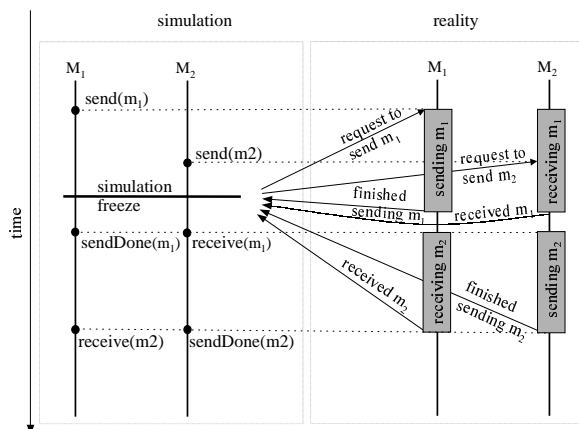 simulation
reality
M1
M2
M1
M2
send(m1)
send(m2)
simulation
freeze
sendDone(m1)
receive(m1)
receive(m2)
sendDone(m2)
time
request to
send m1
request to
send m2
finished
sending m1
received m1
received m2
finished
sending m2
sending m1
receiving m1
receiving m2
sending m2